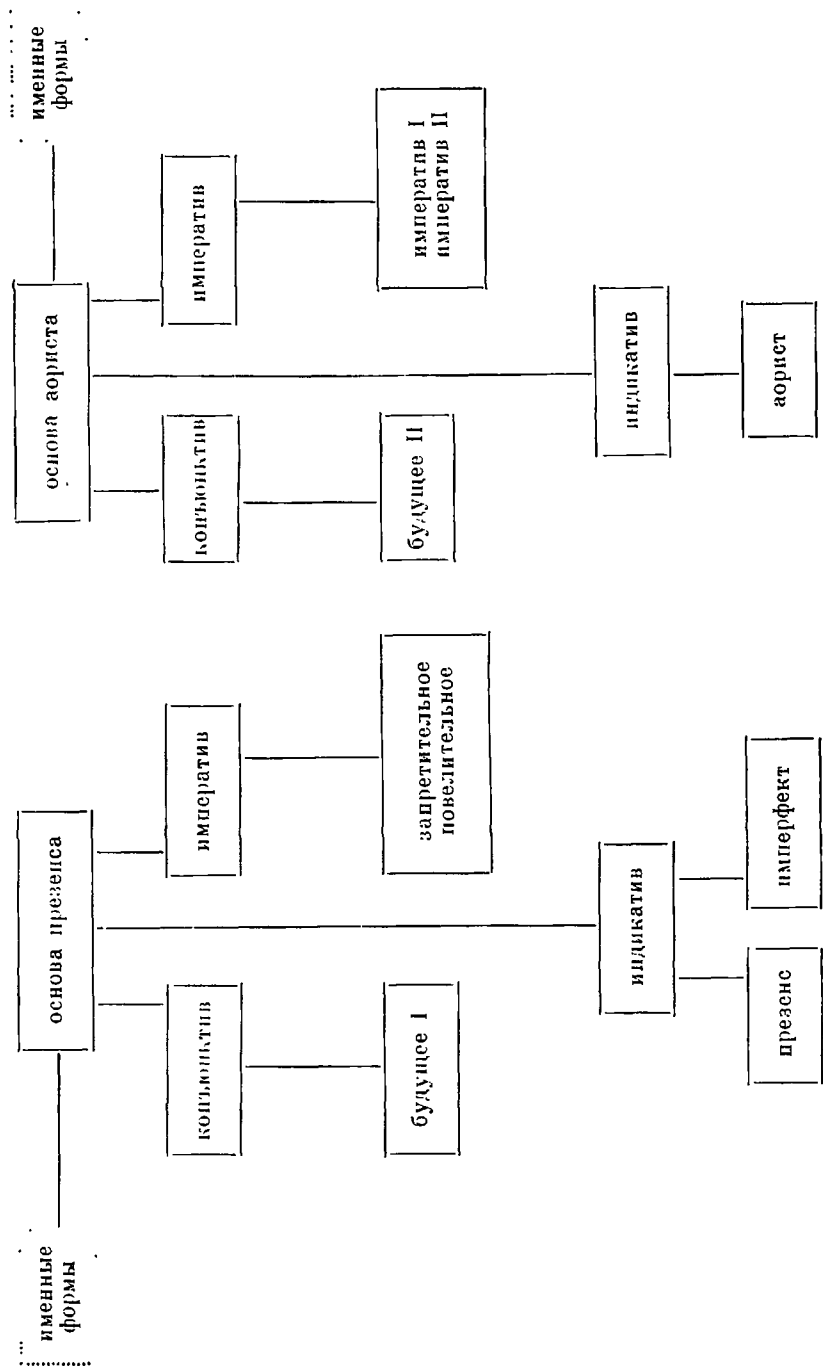 именные
формы
основа презенса
основа аориста
именные
формы
конъюнктив
император
конъюнктив
императив
будущее I
запретительное
повелительное
будущее II
императив I
императив II
индикатив
индикатив
презенс
имперфект
аорист